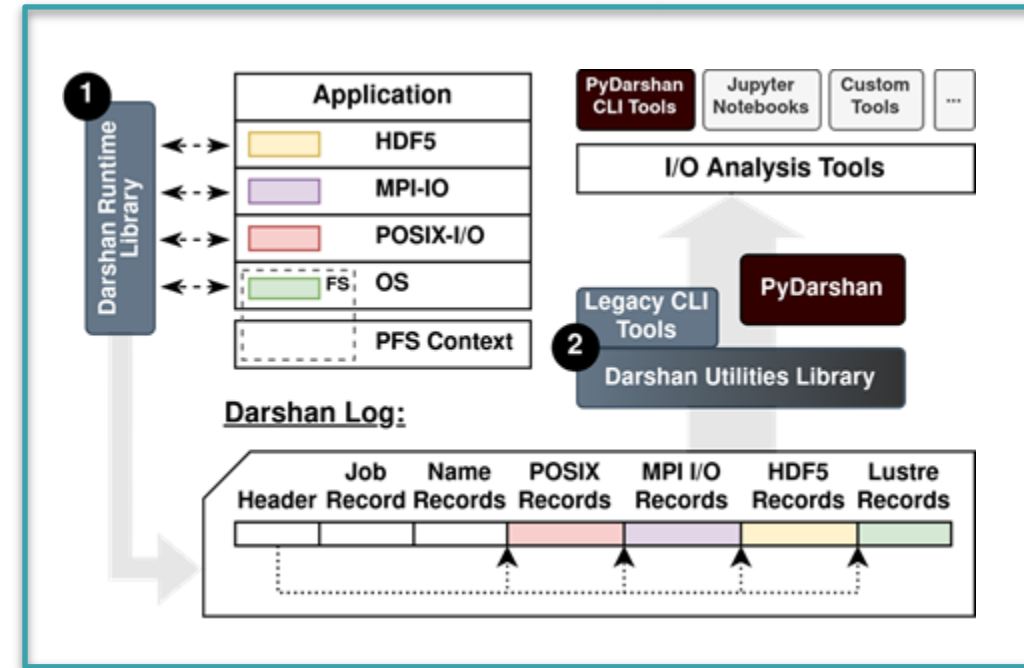 1
Darshan Runtime
Library
Application
HDF5
MPI-IO
POSIX-I/O
FS
OS
PFS Context
PyDarshan
CLI Tools
Jupyter
Notebooks
Custom
Tools
...
I/O Analysis Tools
PyDarshan
Legacy CLI
Tools
2
Darshan Utilities Library
Darshan Log:
Header
Job
Record
Name
Records
POSIX
Records
MPI I/O
Records
HDF5
Records
Lustre
Records